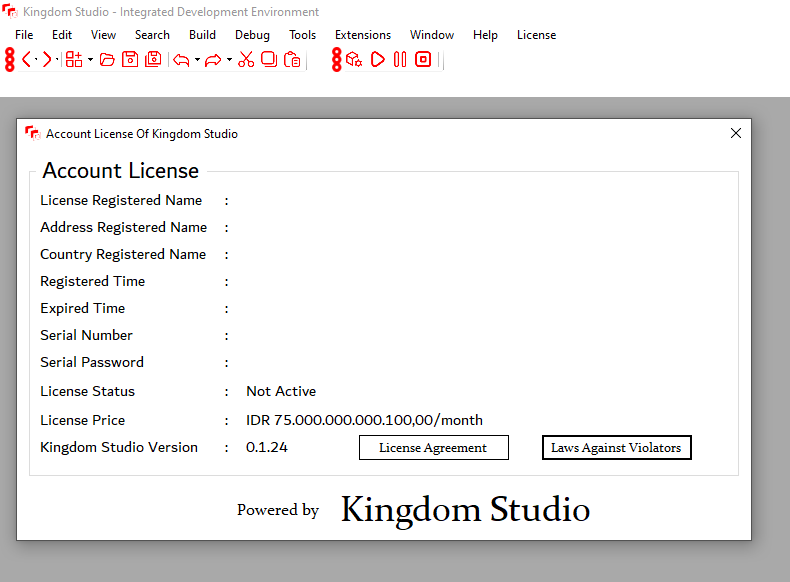 Kingdom Studio - Integrated Development Environment
File Edit View Search Build Debug Tools Extensions Window Help License
Account License Of Kingdom Studio
Account License
License Registered Name :
Address Registered Name :
Country Registered Name :
Registered Time :
Expired Time :
Serial Number :
Serial Password :
License Status : Not Active
License Price : IDR 75.000.000.000.100,00/month
Kingdom Studio Version : 0.1.24 License Agreement Laws Against Violators
Powered by Kingdom Studio